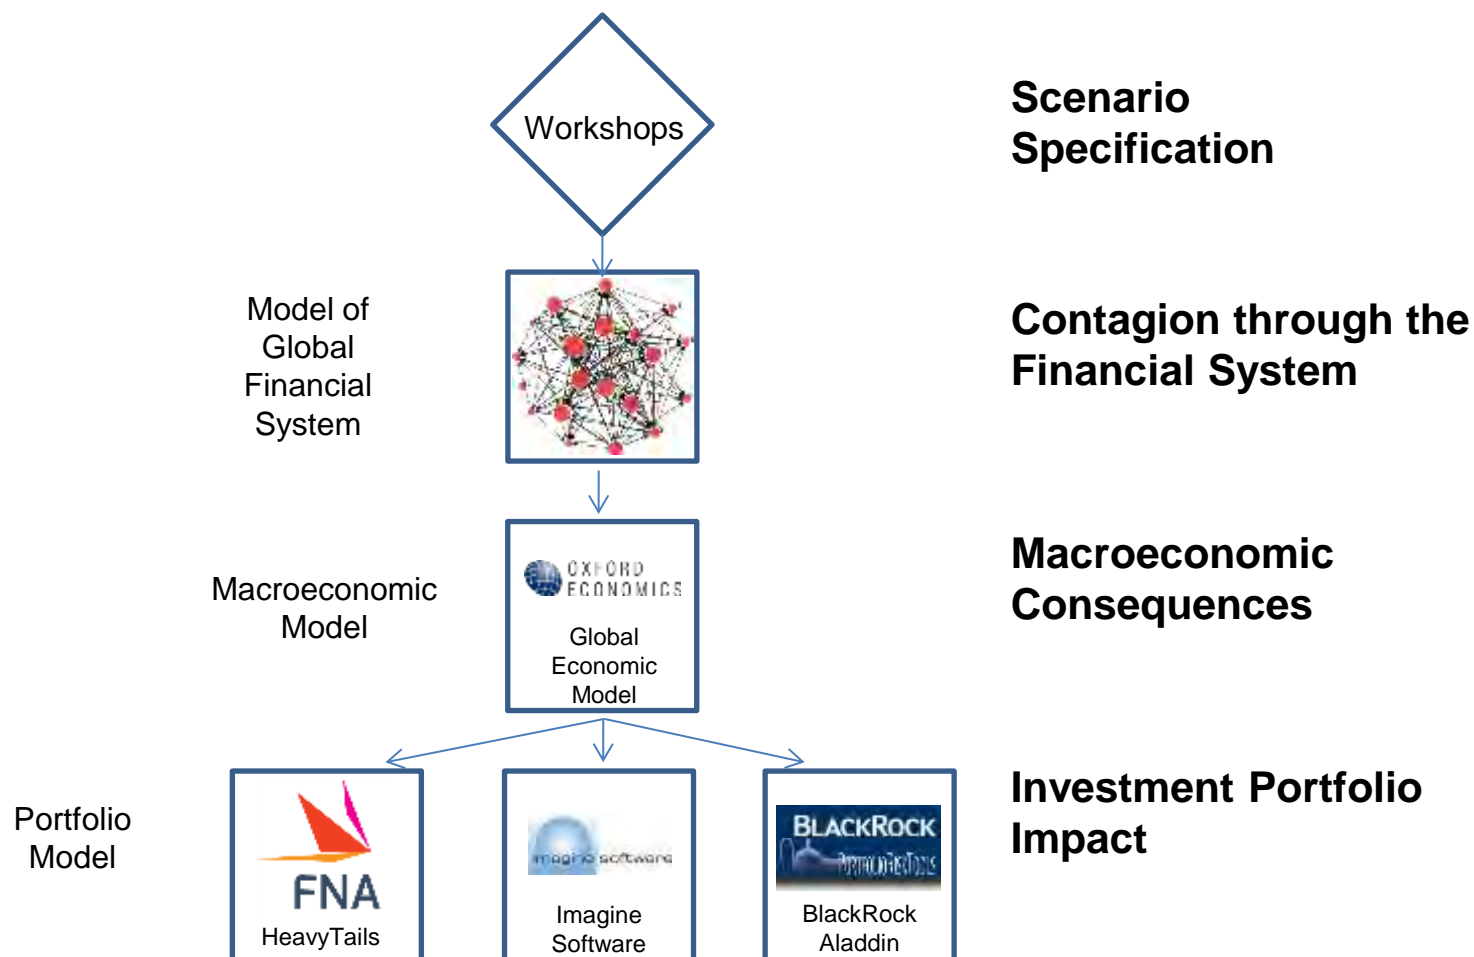 Workshops
Scenario
Specification
Model of
Global
Financial
System
Contagion through the
Financial System
Macroeconomic
Model
OXFORD
ECONOMICS
Global
Economic
Model
Macroeconomic
Consequences
Portfolio
Model
FNA
HeavyTails
imagine software
Imagine
Software
BLACKROCK
PORTFOLIORISKTOOLS
BlackRock
Aladdin
Investment Portfolio
Impact